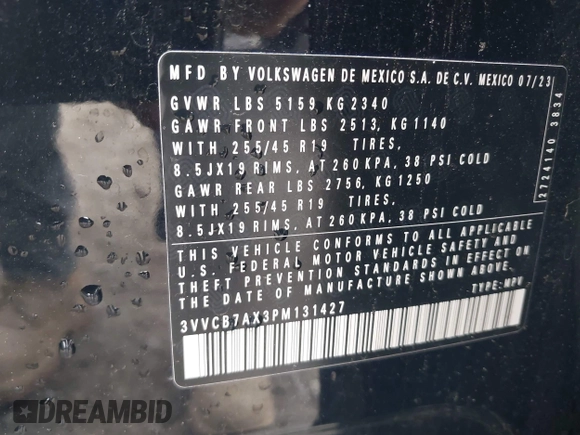 MFD BY VOLKSWAGEN DE MEXICO S.A. DE C.V. MEXICO 07/23
GVWR LBS 5159, KG 2340
GAWR FRONT LBS 2513, KG 1140
WITH 255/45 R19 TIRES,
8.5JX19 RIMS, AT 260 KPA, 38 PSI COLD
GAWR REAR LBS 2756, KG 1250
WITH 255/45 R19 TIRES,
8.5JX19 RIMS, AT 260 KPA, 38 PSI COLD
THIS VEHICLE CONFORMS TO ALL APPLICABLE
U.S. FEDERAL MOTOR VEHICLE SAFETY AND
THEFT PREVENTION STANDARDS IN EFFECT ON
THE DATE OF MANUFACTURE SHOWN ABOVE.
TYPE: MPV
3VVCB7AX3PM131427
2724140 3834
DREAMBID